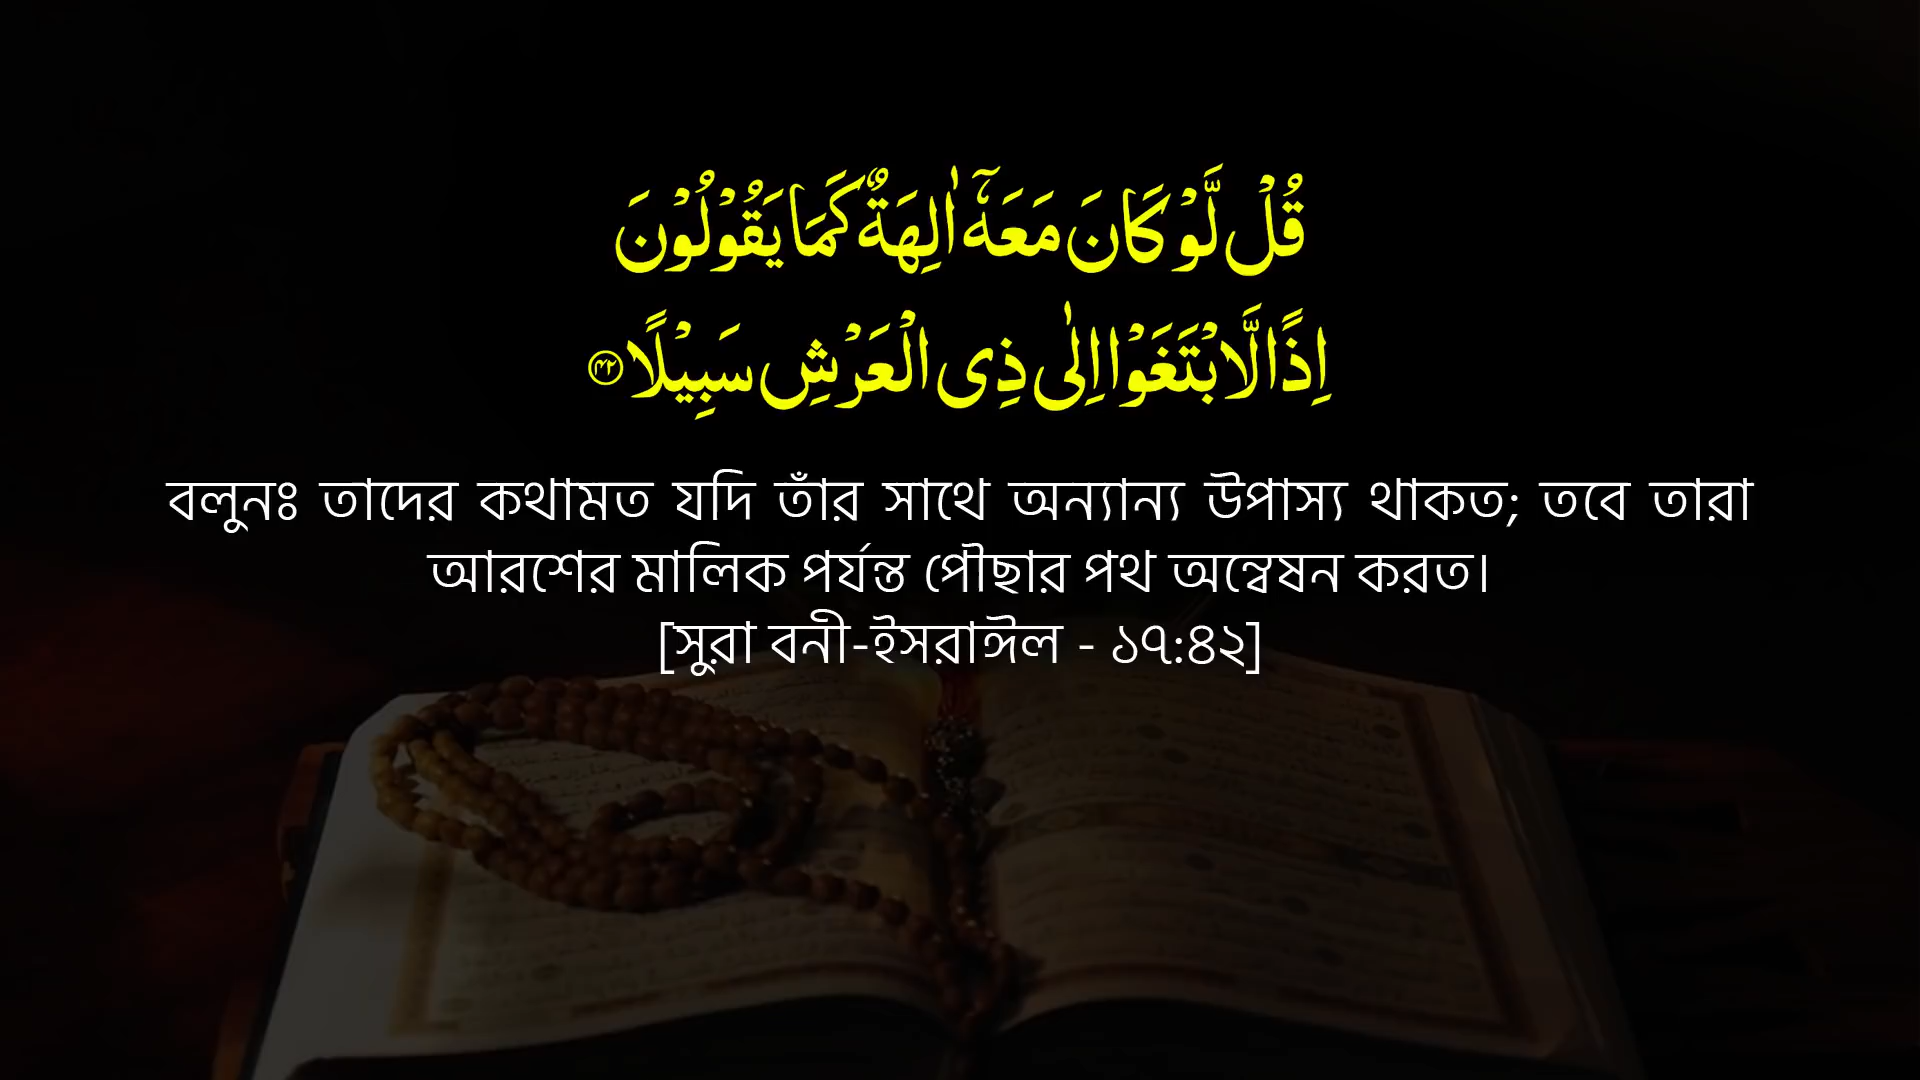 قُلْ لَّوْ كَانَ مَعَهٗۤ اٰلِهَةٌ كَمَا يَقُوْلُوْنَ
اِذًا لَّابْتَغَوْا اِلٰى ذِى الْعَرْشِ سَبِيْلًا ۴۲
বলুনঃ তাদের কথামত যদি তাঁর সাথে অন্যান্য উপাস্য থাকত; তবে তারা
আরশের মালিক পর্যন্ত পৌছার পথ অন্বেষন করত।
[সুরা বনী-ইসরাঈল - ১৭:৪২]